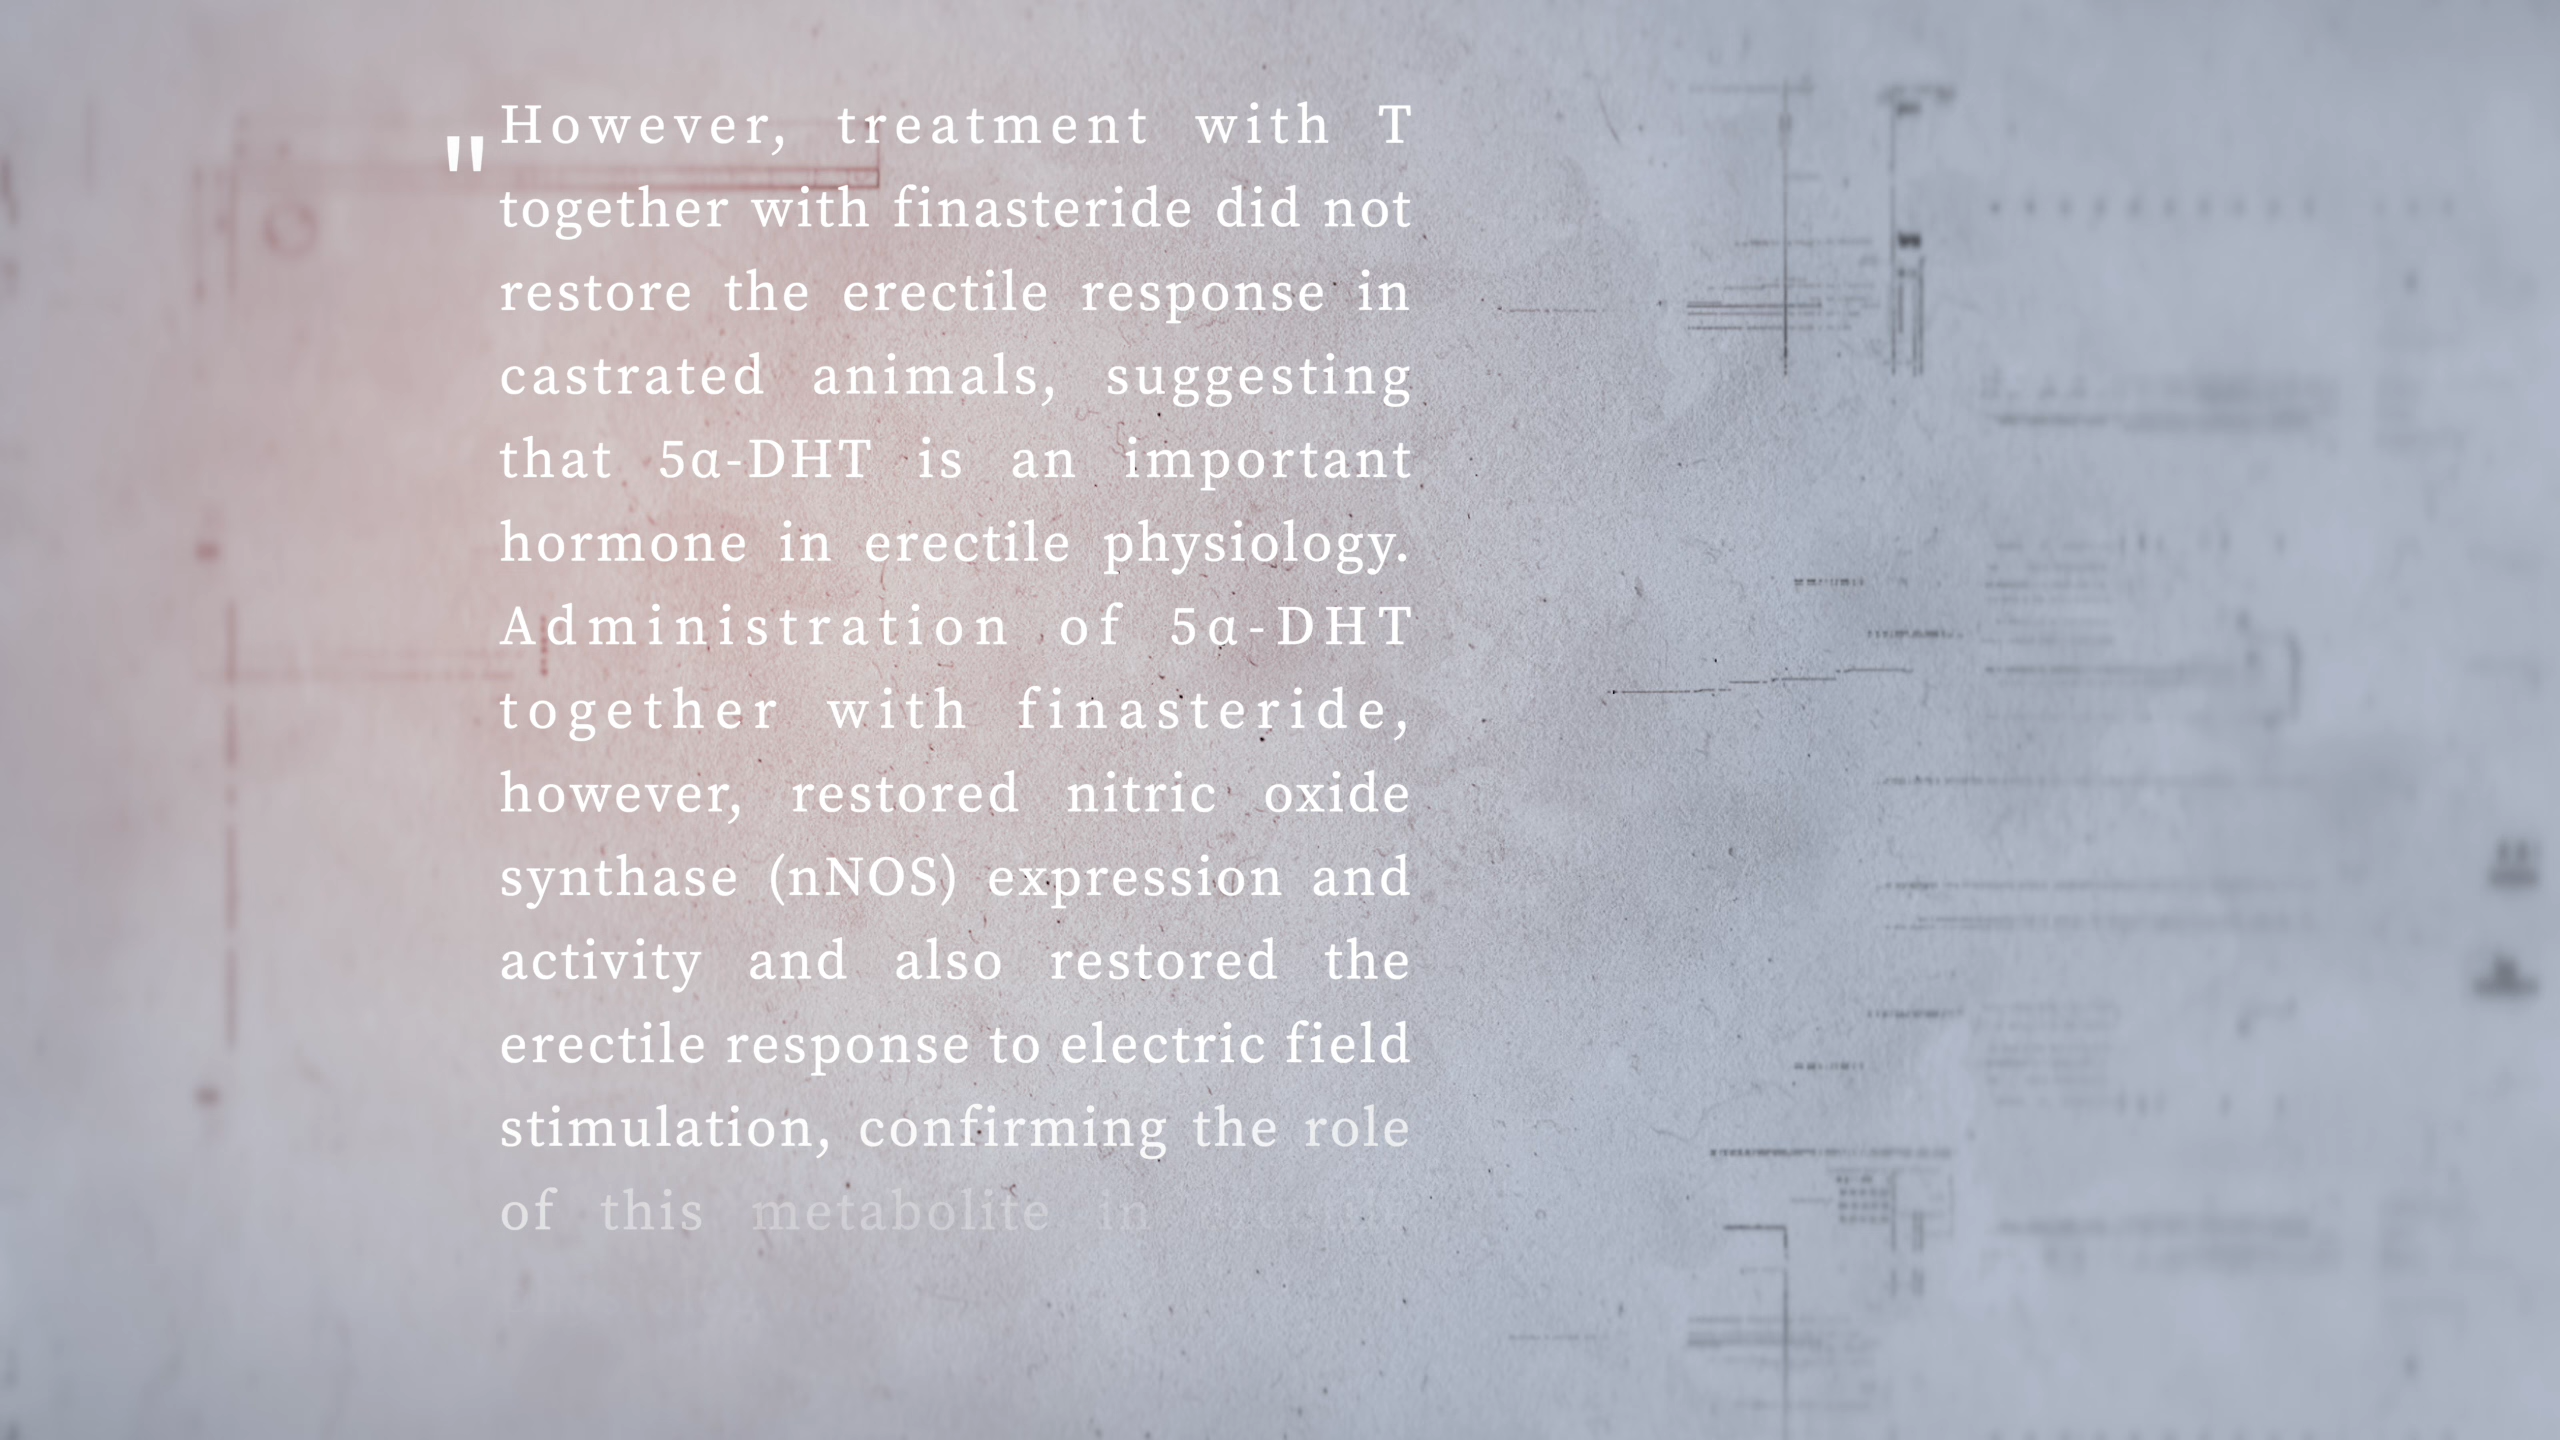 "However, treatment with T
together with finasteride did not
restore the erectile response in
castrated animals, suggesting
that 5α-DHT is an important
hormone in erectile physiology.
Administration of 5α-DHT
together with finasteride,
however, restored nitric oxide
synthase (nNOS) expression and
activity and also restored the
erectile response to electric field
stimulation, confirming the role
of this metabolite in